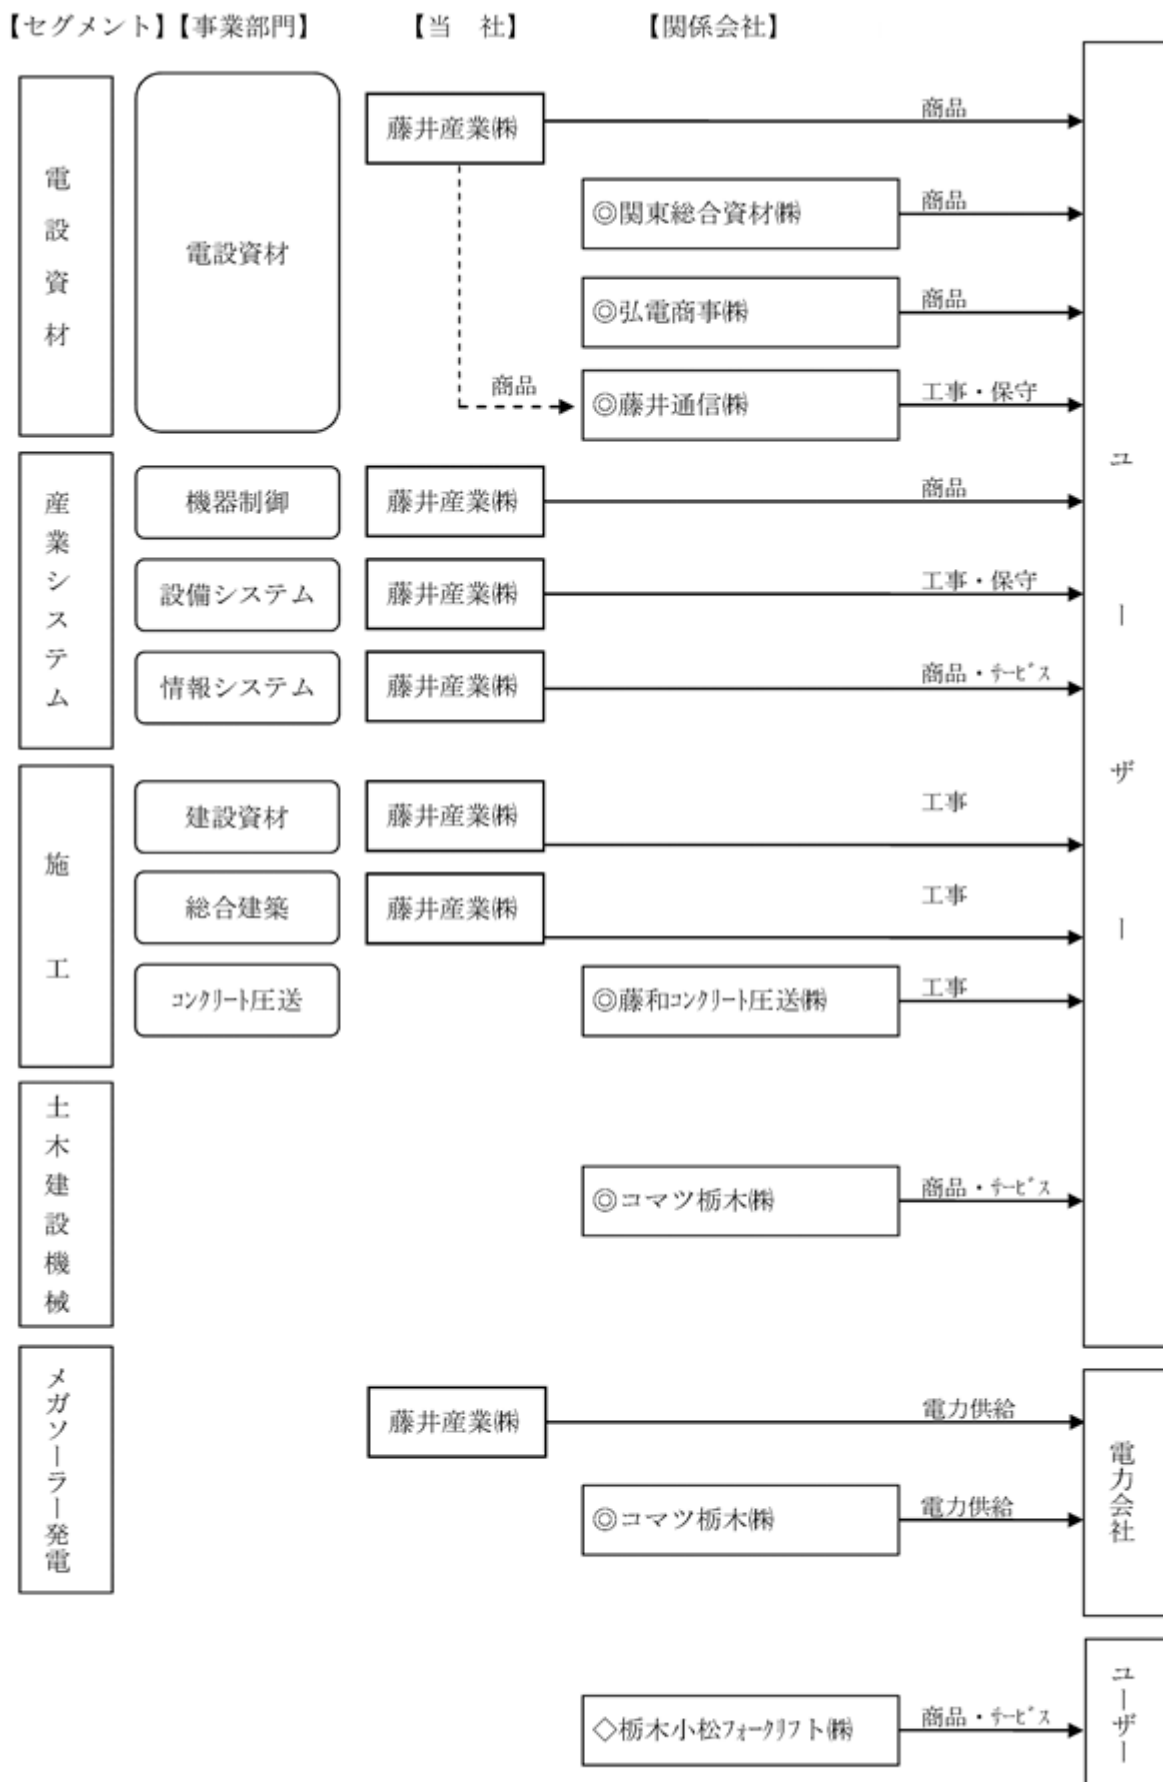 【セグメント】【事業部門】 【当　社】 【関係会社】
電設資材
電設資材
藤井産業㈱
商品
◎関東総合資材㈱
商品
◎弘電商事㈱
商品
商品
◎藤井通信㈱
工事・保守
産業システム
機器制御
藤井産業㈱
商品
設備システム
藤井産業㈱
工事・保守
情報システム
藤井産業㈱
商品・ｻｰﾋﾞｽ
施工
建設資材
藤井産業㈱
工事
総合建築
藤井産業㈱
工事
ｺﾝｸﾘｰﾄ圧送
◎藤和ｺﾝｸﾘｰﾄ圧送㈱
工事
土木建設機械
◎コマツ栃木㈱
商品・ｻｰﾋﾞｽ
ユーザー
メガソーラー発電
藤井産業㈱
電力供給
◎コマツ栃木㈱
電力供給
電力会社
◇栃木小松ﾌｫｰｸﾘﾌﾄ㈱
商品・ｻｰﾋﾞｽ
ユーザー